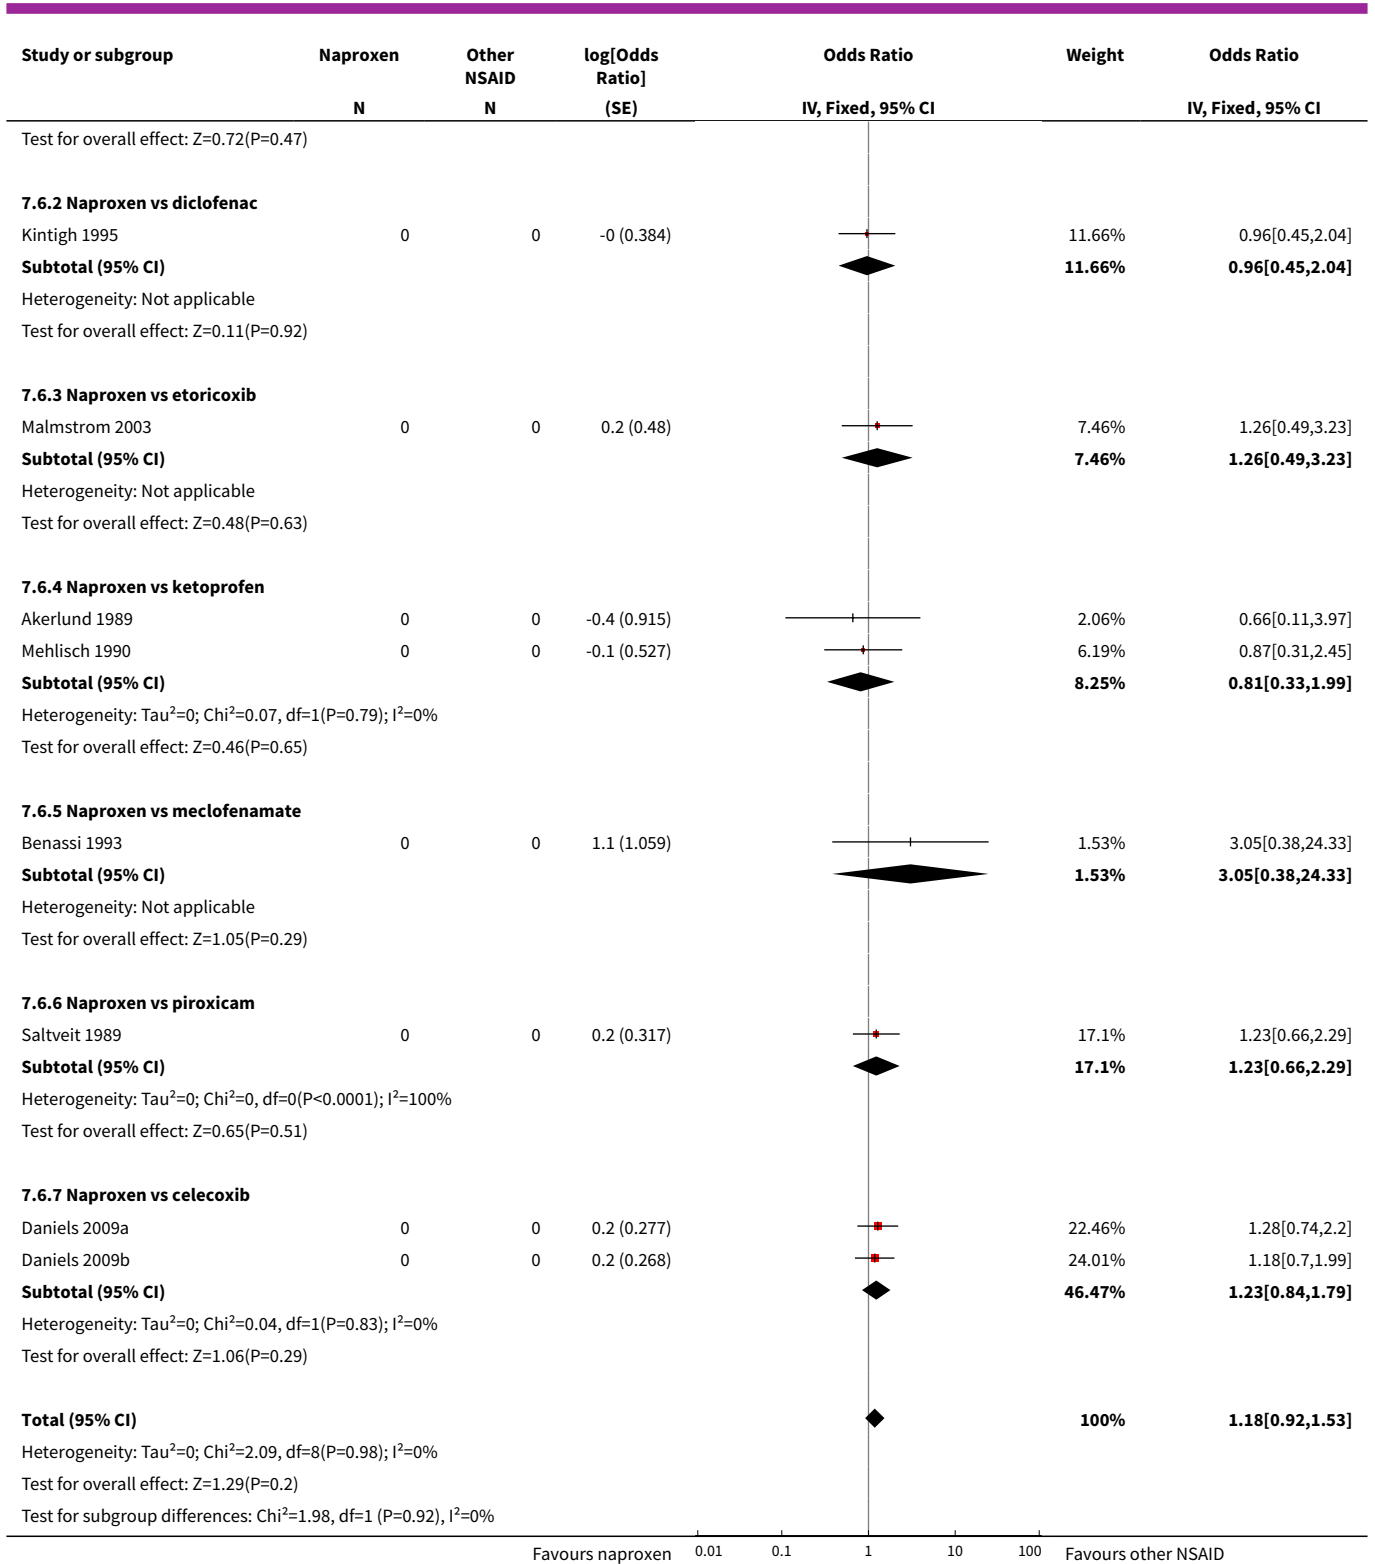 Study or subgroup Naproxen Other NSAID log[Odds Ratio] Odds Ratio Weight Odds Ratio
N N (SE) IV, Fixed, 95% CI IV, Fixed, 95% CI
Test for overall effect: Z=0.72(P=0.47)
7.6.2 Naproxen vs diclofenac
Kintigh 1995 0 0 -0 (0.384) 11.66% 0.96[0.45,2.04]
Subtotal (95% CI) 11.66% 0.96[0.45,2.04]
Heterogeneity: Not applicable
Test for overall effect: Z=0.11(P=0.92)
7.6.3 Naproxen vs etoricoxib
Malmstrom 2003 0 0 0.2 (0.48) 7.46% 1.26[0.49,3.23]
Subtotal (95% CI) 7.46% 1.26[0.49,3.23]
Heterogeneity: Not applicable
Test for overall effect: Z=0.48(P=0.63)
7.6.4 Naproxen vs ketoprofen
Akerlund 1989 0 0 -0.4 (0.915) 2.06% 0.66[0.11,3.97]
Mehlisch 1990 0 0 -0.1 (0.527) 6.19% 0.87[0.31,2.45]
Subtotal (95% CI) 8.25% 0.81[0.33,1.99]
Heterogeneity: Tau²=0; Chi²=0.07, df=1(P=0.79); I²=0%
Test for overall effect: Z=0.46(P=0.65)
7.6.5 Naproxen vs meclofenamate
Benassi 1993 0 0 1.1 (1.059) 1.53% 3.05[0.38,24.33]
Subtotal (95% CI) 1.53% 3.05[0.38,24.33]
Heterogeneity: Not applicable
Test for overall effect: Z=1.05(P=0.29)
7.6.6 Naproxen vs piroxicam
Saltveit 1989 0 0 0.2 (0.317) 17.1% 1.23[0.66,2.29]
Subtotal (95% CI) 17.1% 1.23[0.66,2.29]
Heterogeneity: Tau²=0; Chi²=0, df=0(P<0.0001); I²=100%
Test for overall effect: Z=0.65(P=0.51)
7.6.7 Naproxen vs celecoxib
Daniels 2009a 0 0 0.2 (0.277) 22.46% 1.28[0.74,2.2]
Daniels 2009b 0 0 0.2 (0.268) 24.01% 1.18[0.7,1.99]
Subtotal (95% CI) 46.47% 1.23[0.84,1.79]
Heterogeneity: Tau²=0; Chi²=0.04, df=1(P=0.83); I²=0%
Test for overall effect: Z=1.06(P=0.29)
Total (95% CI) 100% 1.18[0.92,1.53]
Heterogeneity: Tau²=0; Chi²=2.09, df=8(P=0.98); I²=0%
Test for overall effect: Z=1.29(P=0.2)
Test for subgroup differences: Chi²=1.98, df=1 (P=0.92), I²=0%
Favours naproxen 0.01 0.1 1 10 100 Favours other NSAID